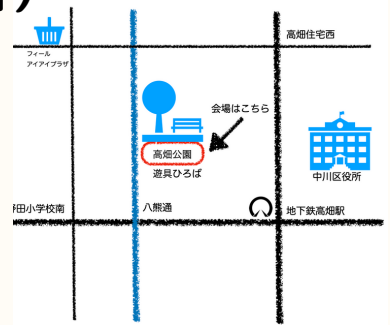 高畑住宅西
フィール
アイアイプラザ
会場はこちら
高畑公園
遊具ひろば
中川区役所
田小学校南
八熊通
地下鉄高畑駅